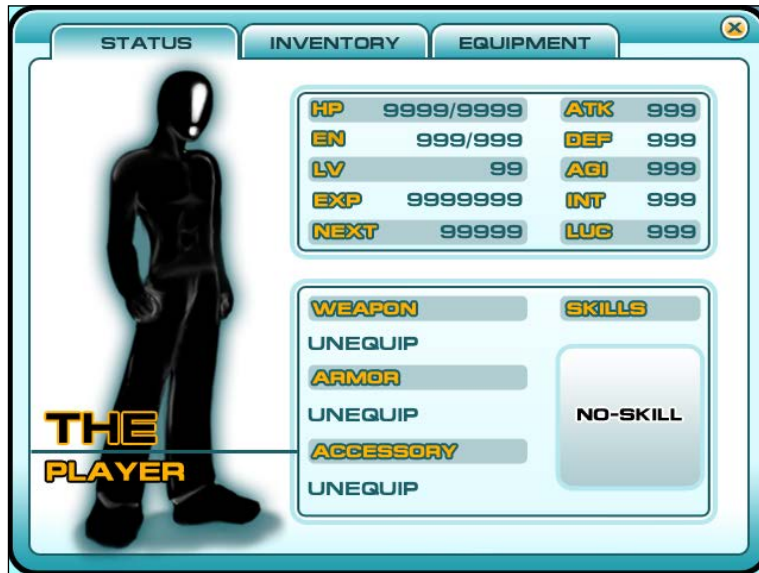 STATUS
INVENTORY
EQUIPMENT
HP 9999/9999 ATK 999
EN 999/999 DEF 999
LV 99 AGI 999
EXP 9999999 INT 999
NEXT 99999 LUC 999
WEAPON SKILLS
UNEQUIP
ARMOR
UNEQUIP NO-SKILL
ACCESSORY
UNEQUIP
THE
PLAYER